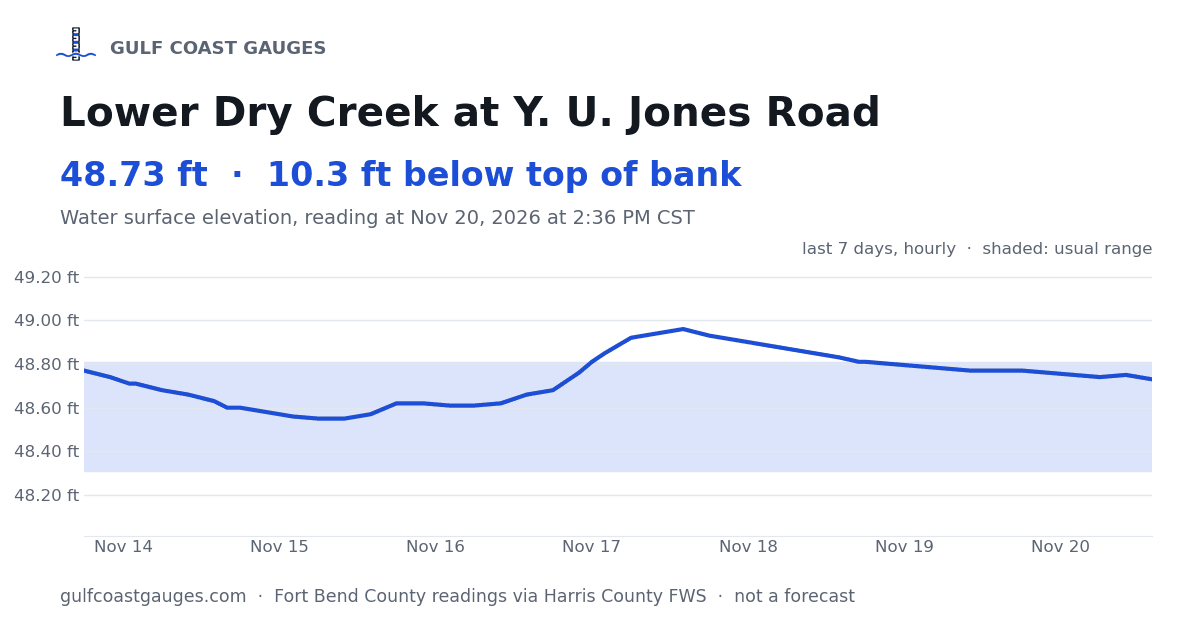 GULF COAST GAUGES
Lower Dry Creek at Y. U. Jones Road
48.73 ft · 10.3 ft below top of bank
Water surface elevation, reading at Nov 20, 2026 at 2:36 PM CST
last 7 days, hourly · shaded: usual range
49.20 ft
49.00 ft
48.80 ft
48.60 ft
48.40 ft
48.20 ft
Nov 14 Nov 15 Nov 16 Nov 17 Nov 18 Nov 19 Nov 20
gulfcoastgauges.com · Fort Bend County readings via Harris County FWS · not a forecast